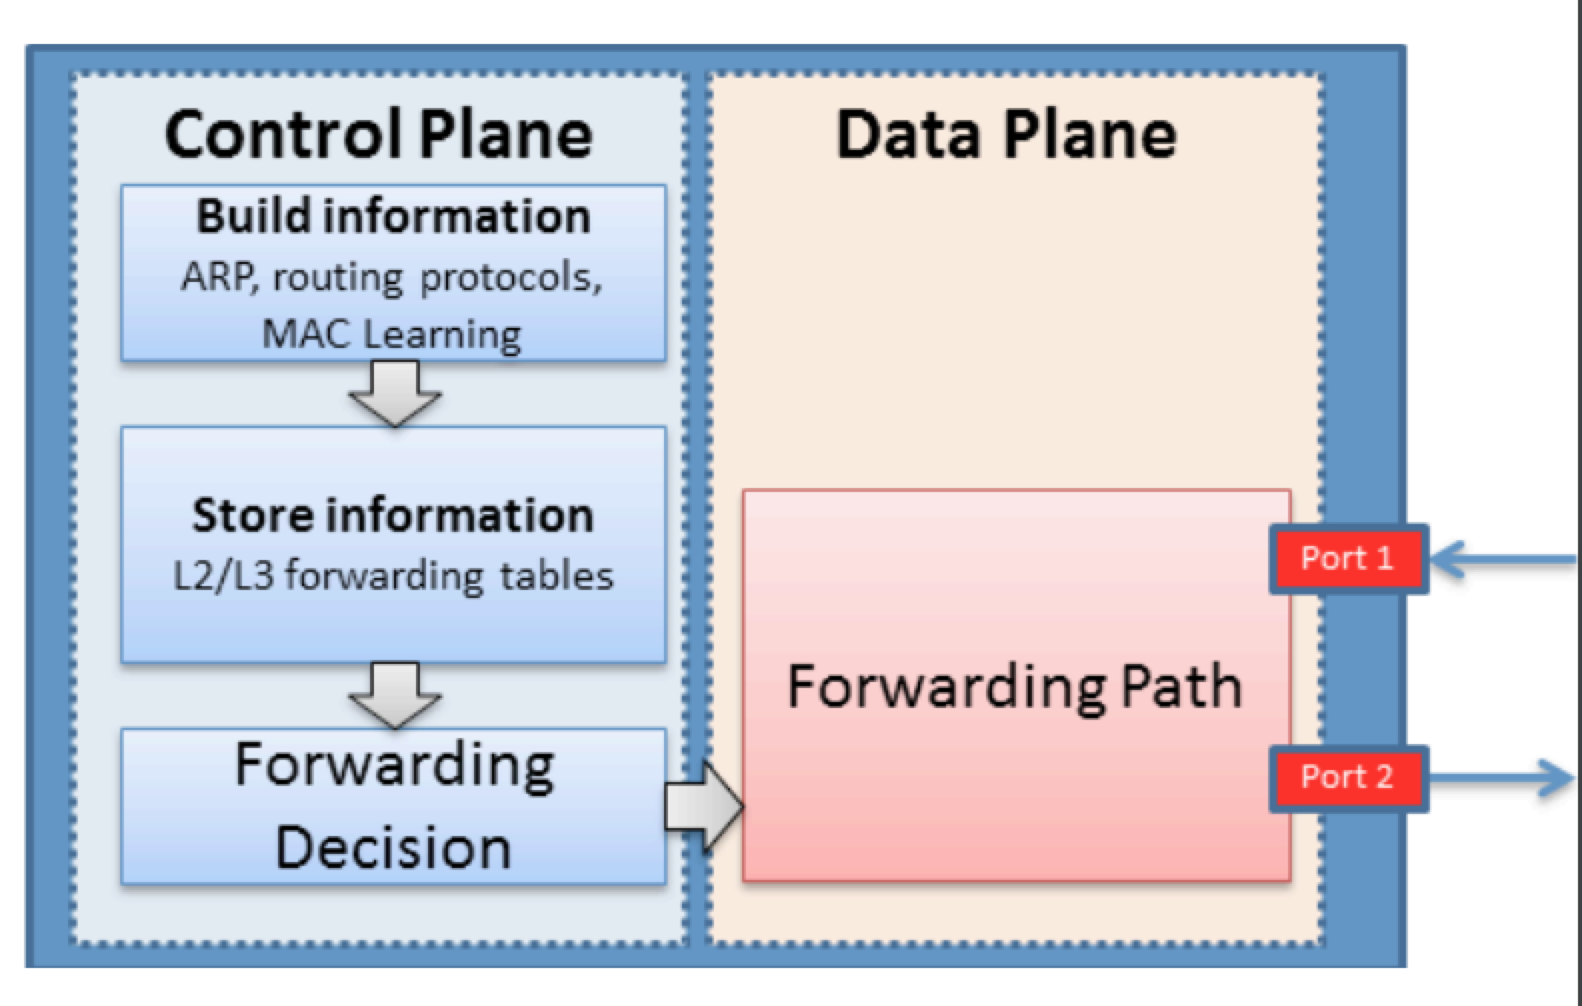 Control Plane
Build information
ARP, routing protocols,
MAC Learning
Store information
L2/L3 forwarding tables
Forwarding
Decision
Data Plane
Forwarding Path
Port 1
Port 2